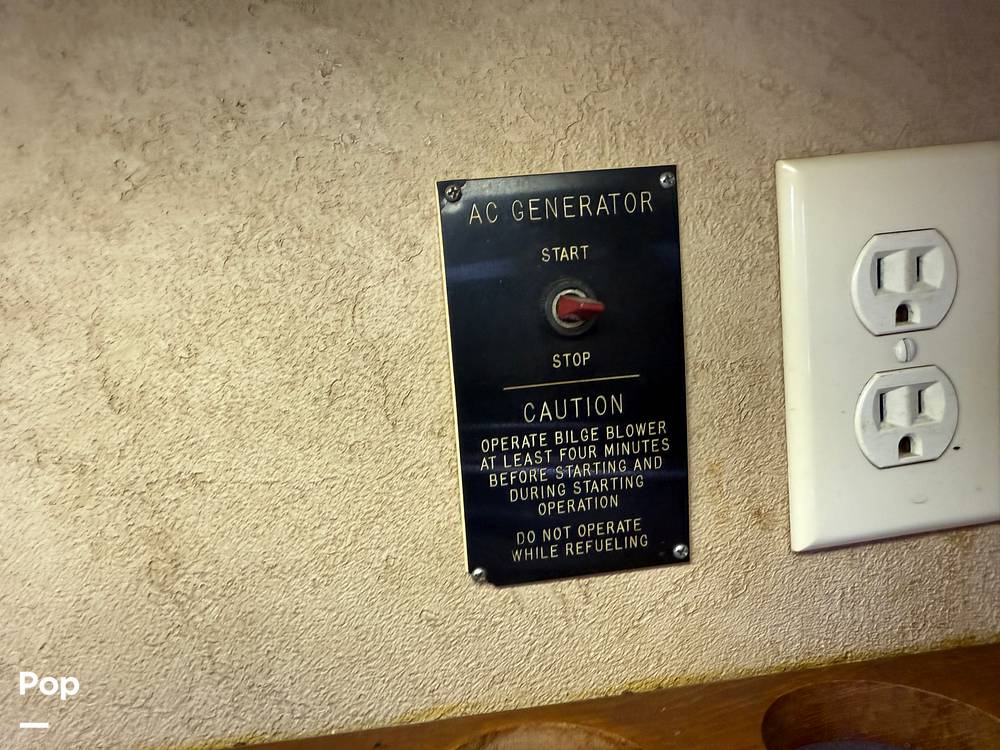 AC GENERATOR
START
STOP
CAUTION
OPERATE BILGE BLOWER
AT LEAST FOUR MINUTES
BEFORE STARTING AND
DURING STARTING
OPERATION
DO NOT OPERATE
WHILE REFUELING
Pop